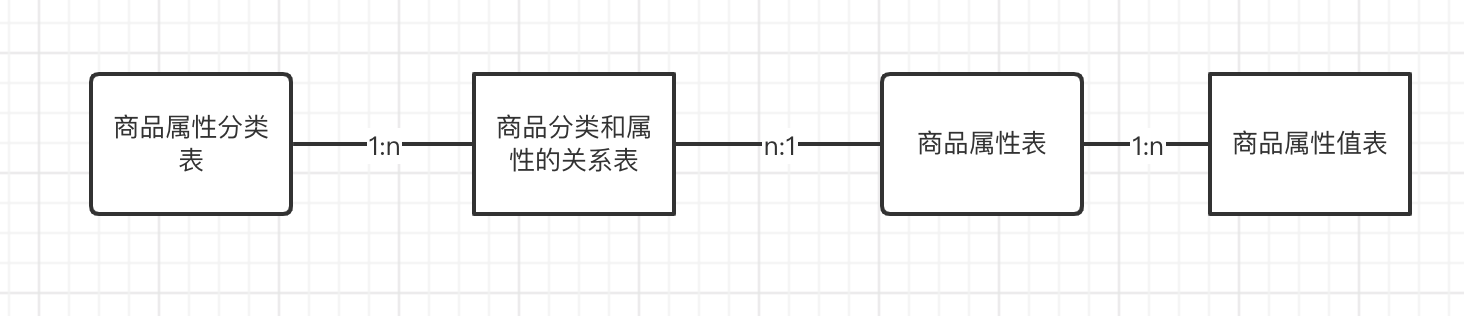 商品属性分类
表
1:n
商品分类和属
性的关系表
n:1
商品属性表
1:n
商品属性值表